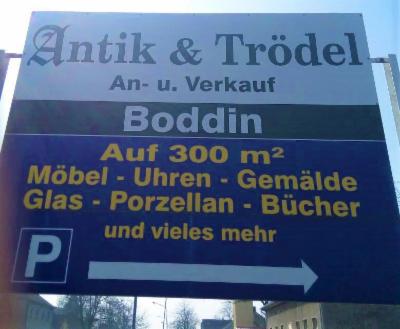 Antik & Trödel
An- u. Verkauf
Boddin
Auf 300 m²
Möbel - Uhren - Gemälde
Glas - Porzellan - Bücher
und vieles mehr
P